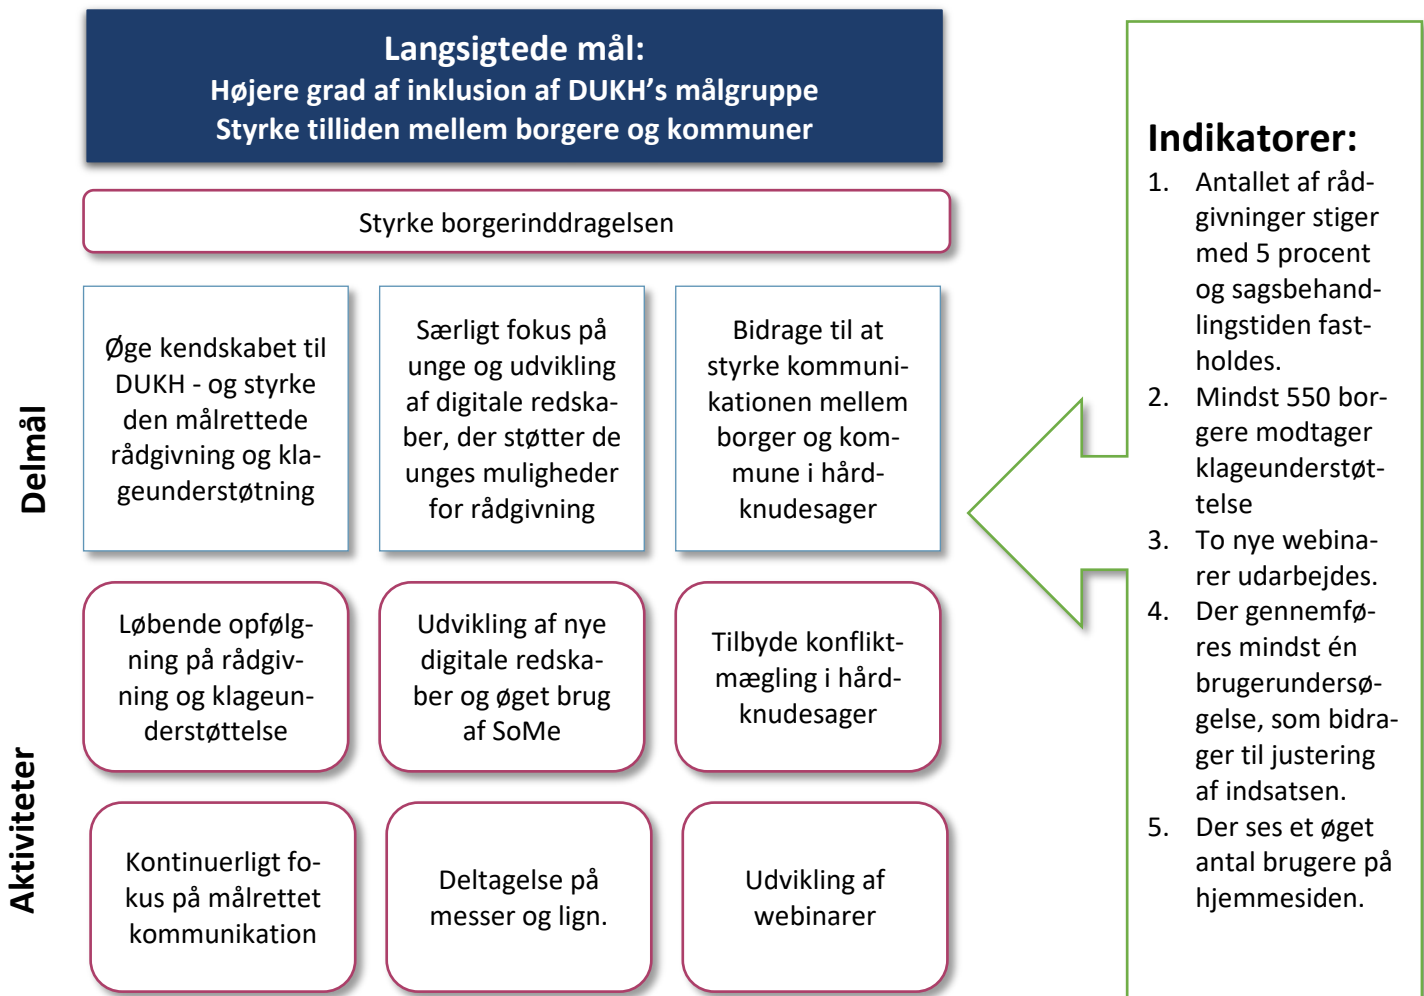 Langsigtede mål:
Højere grad af inklusion af DUKH's målgruppe
Styrke tilliden mellem borgere og kommuner
Styrke borgerinddragelsen
Delmål
Øge kendskabet til
DUKH - og styrke
den målrettede
rådgivning og kla-
geunderstøtning
Særligt fokus på
unge og udvikling
af digitale redska-
ber, der støtter de
unges muligheder
for rådgivning
Bidrage til at
styrke kommuni-
kationen mellem
borger og kom-
mune i hård-
knudesager
Aktiviteter
Løbende opfølg-
ning på rådgiv-
ning og klageun-
derstøttelse
Udvikling af nye
digitale redska-
ber og øget brug
af SoMe
Tilbyde konflikt-
mægling i hård-
knudesager
Kontinuerligt fo-
kus på målrettet
kommunikation
Deltagelse på
messer og lign.
Udvikling af
webinarer
Indikatorer:
1. Antallet af råd-
givninger stiger
med 5 procent
og sagsbehand-
lingstiden fast-
holdes.
2. Mindst 550 bor-
gere modtager
klageunderstøt-
telse
3. To nye webina-
rer udarbejdes.
4. Der gennemfø-
res mindst én
brugerundersø-
gelse, som bidra-
ger til justering
af indsatsen.
5. Der ses et øget
antal brugere på
hjemmesiden.